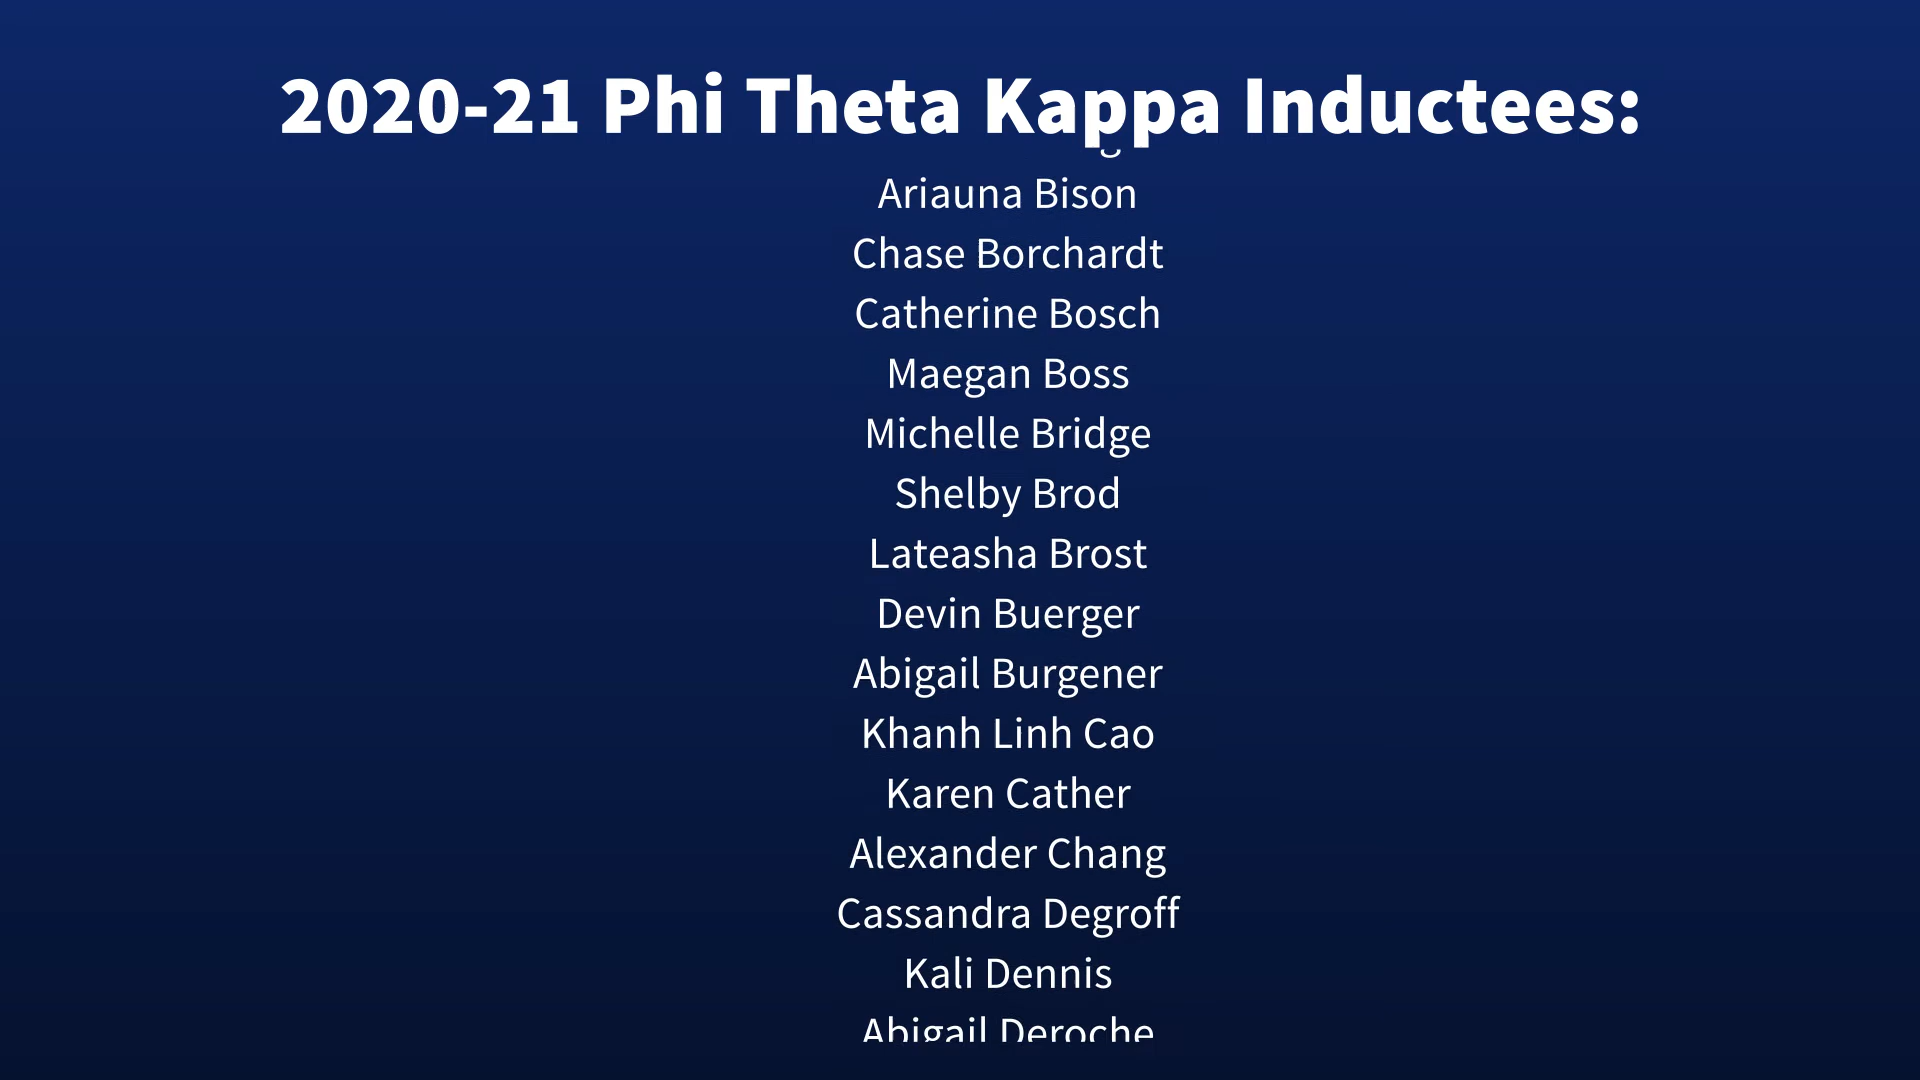 2020-21 Phi Theta Kappa Inductees:
Ariauna Bison
Chase Borchardt
Catherine Bosch
Maegan Boss
Michelle Bridge
Shelby Brod
Lateasha Brost
Devin Buerger
Abigail Burgener
Khanh Linh Cao
Karen Cather
Alexander Chang
Cassandra Degroff
Kali Dennis
Abigail Deroche